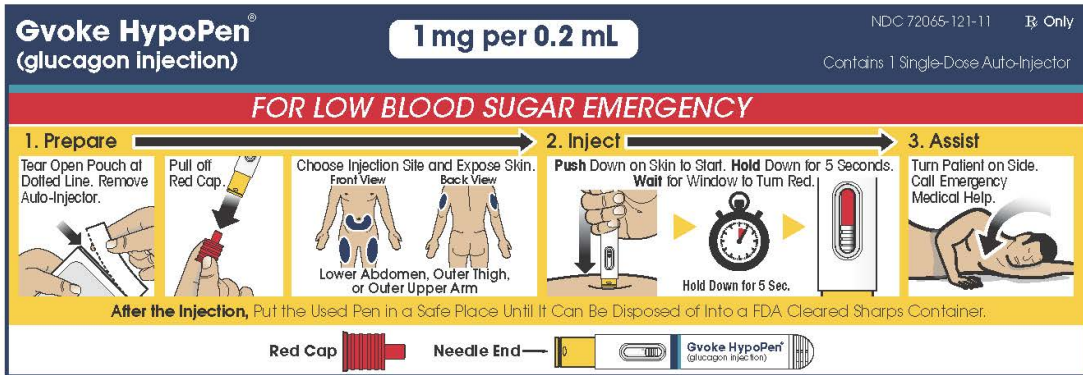 Gvoke HypoPen®
(glucagon injection)
1 mg per 0.2 mL
NDC 72065-121-11 ℞ Only
Contains 1 Single-Dose Auto-Injector
FOR LOW BLOOD SUGAR EMERGENCY
1. Prepare
Tear Open Pouch at
Dotted Line. Remove
Auto-Injector.
Pull off
Red Cap.
Choose Injection Site and Expose Skin.
Front View Back View
Lower Abdomen, Outer Thigh,
or Outer Upper Arm
2. Inject
Push Down on Skin to Start. Hold Down for 5 Seconds.
Wait for Window to Turn Red.
Hold Down for 5 Sec.
3. Assist
Turn Patient on Side.
Call Emergency
Medical Help.
After the Injection, Put the Used Pen in a Safe Place Until It Can Be Disposed of Into a FDA Cleared Sharps Container.
Red Cap
Needle End
Gvoke HypoPen®
(glucagon injection)